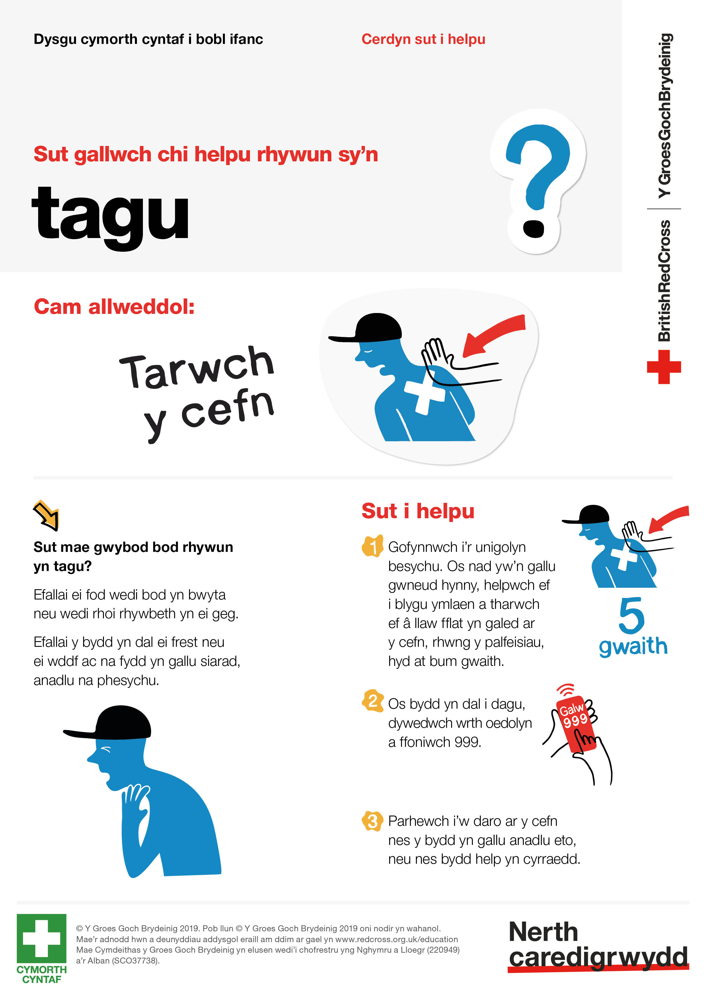 Dysgu cymorth cyntaf i bobl ifanc
Cerdyn sut i helpu
Y GroesGochBrydeinig
BritishRedCross
Sut gallwch chi helpu rhywun sy’n
tagu
?
Cam allweddol:
Tarwch
y cefn
Sut mae gwybod bod rhywun
yn tagu?
Efallai ei fod wedi bod yn bwyta
neu wedi rhoi rhywbeth yn ei geg.
Efallai y bydd yn dal ei frest neu
ei wddf ac na fydd yn gallu siarad,
anadlu na phesychu.
Sut i helpu
1 Gofynnwch i’r unigolyn
besychu. Os nad yw’n gallu
gwneud hynny, helpwch ef
i blygu ymlaen a tharwch
ef â llaw fflat yn galed ar
y cefn, rhwng y palfeisiau,
hyd at bum gwaith.
5
gwaith
2 Os bydd yn dal i dagu,
dywedwch wrth oedolyn
a ffoniwch 999.
Galw
999
3 Parhewch i’w daro ar y cefn
nes y bydd yn gallu anadlu eto,
neu nes bydd help yn cyrraedd.
CYMORTH
CYNTAF
© Y Groes Goch Brydeinig 2019. Pob llun © Y Groes Goch Brydeinig 2019 oni nodir yn wahanol.
Mae’r adnodd hwn a deunyddiau addysgol eraill am ddim ar gael yn www.redcross.org.uk/education
Mae Cymdeithas y Groes Goch Brydeinig yn elusen wedi’i chofrestru yng Nghymru a Lloegr (220949)
a’r Alban (SCO37738).
Nerth
caredigrwydd